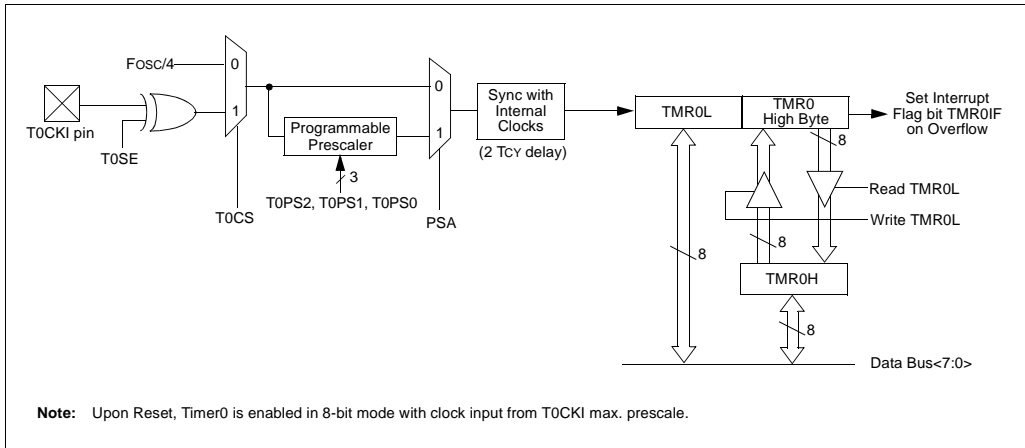 FOSC/4
0
1
T0CKI pin
T0SE
T0CS
Programmable
Prescaler
3
T0PS2, T0PS1, T0PS0
0
1
PSA
Sync with
Internal
Clocks
(2 TCY delay)
TMR0L
TMR0
High Byte
Set Interrupt
Flag bit TMR0IF
on Overflow
8
Read TMR0L
Write TMR0L
8
8
TMR0H
8
Data Bus<7:0>
Note: Upon Reset, Timer0 is enabled in 8-bit mode with clock input from T0CKI max. prescale.